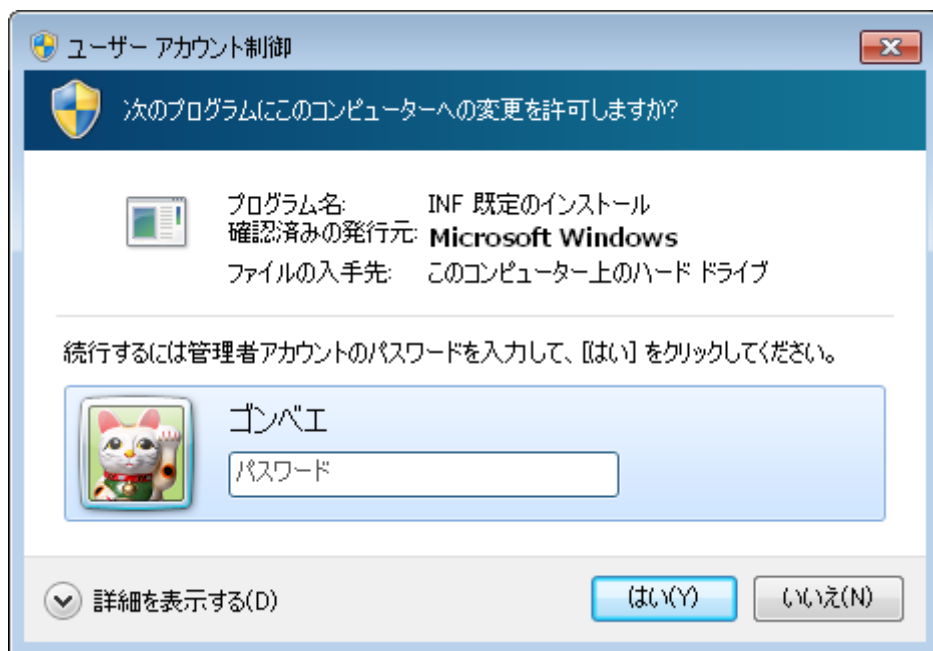 ユーザー アカウント制御
次のプログラムにこのコンピューターへの変更を許可しますか?
プログラム名: INF 既定のインストール
確認済みの発行元: Microsoft Windows
ファイルの入手先: このコンピューター上のハード ドライブ
続行するには管理者アカウントのパスワードを入力して、[はい] をクリックしてください。
ゴンベエ
パスワード
詳細を表示する(D) はい(Y) いいえ(N)